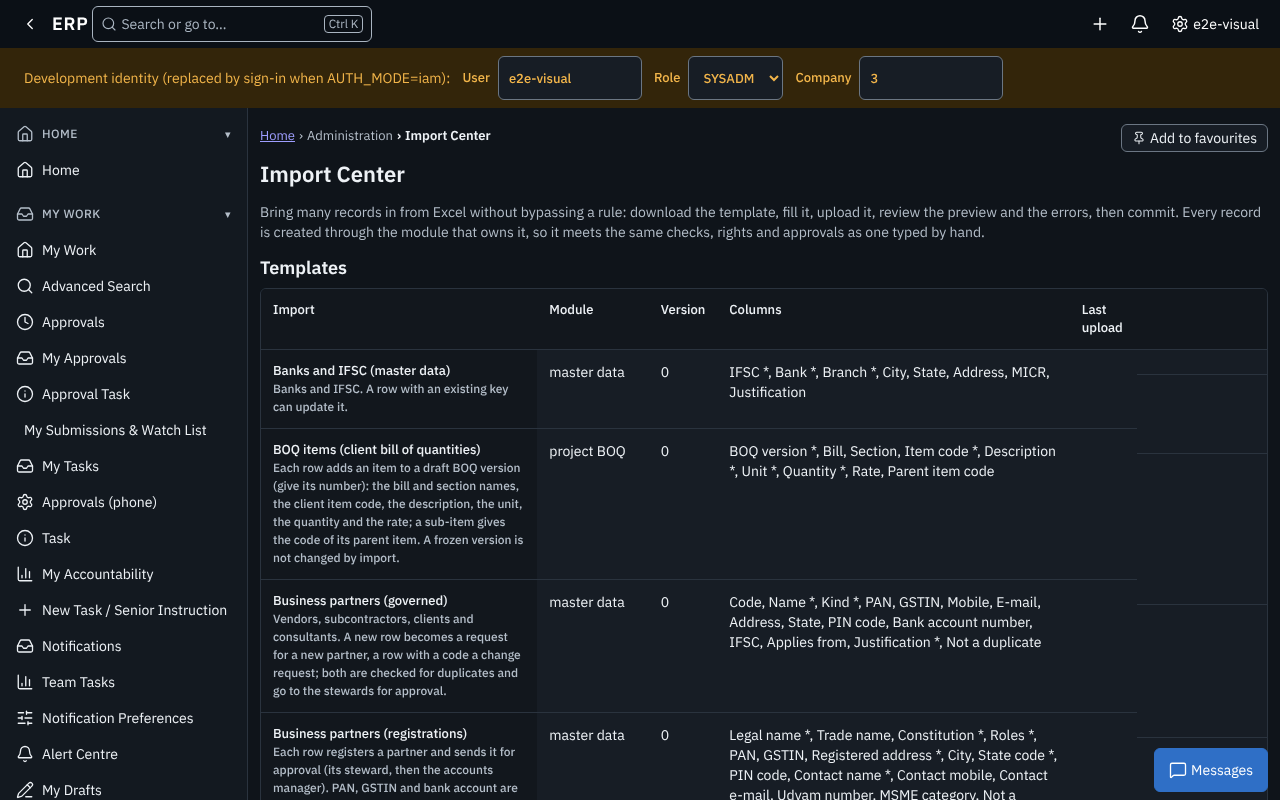 ERP
Search or go to...
Ctrl K
e2e-visual
Development identity (replaced by sign-in when AUTH_MODE=iam):
User
e2e-visual
Role
SYSADM
Company
3
HOME
Home
MY WORK
My Work
Advanced Search
Approvals
My Approvals
Approval Task
My Submissions & Watch List
My Tasks
Approvals (phone)
Task
My Accountability
New Task / Senior Instruction
Notifications
Team Tasks
Notification Preferences
Alert Centre
My Drafts
Home › Administration › Import Center
Add to favourites
Import Center
Bring many records in from Excel without bypassing a rule: download the template, fill it, upload it, review the preview and the errors, then commit. Every record
is created through the module that owns it, so it meets the same checks, rights and approvals as one typed by hand.
Templates
Import
Module
Version
Columns
Last
upload
Banks and IFSC (master data)
Banks and IFSC. A row with an existing key
can update it.
master data
0
IFSC *, Bank *, Branch *, City, State, Address, MICR,
Justification
BOQ items (client bill of quantities)
Each row adds an item to a draft BOQ version
(give its number): the bill and section names,
the client item code, the description, the unit,
the quantity and the rate; a sub-item gives
the code of its parent item. A frozen version is
not changed by import.
project BOQ
0
BOQ version *, Bill, Section, Item code *, Description
*, Unit *, Quantity *, Rate, Parent item code
Business partners (governed)
Vendors, subcontractors, clients and
consultants. A new row becomes a request
for a new partner, a row with a code a change
request; both are checked for duplicates and
go to the stewards for approval.
master data
0
Code, Name *, Kind *, PAN, GSTIN, Mobile, E-mail,
Address, State, PIN code, Bank account number,
IFSC, Applies from, Justification *, Not a duplicate
Business partners (registrations)
Each row registers a partner and sends it for
approval (its steward, then the accounts
manager). PAN, GSTIN and bank account are
master data
0
Legal name *, Trade name, Constitution *, Roles *,
PAN, GSTIN, Registered address *, City, State code *,
PIN code, Contact name *, Contact mobile, Contact
e-mail, Udyam number, MSME category, Not a
Messages